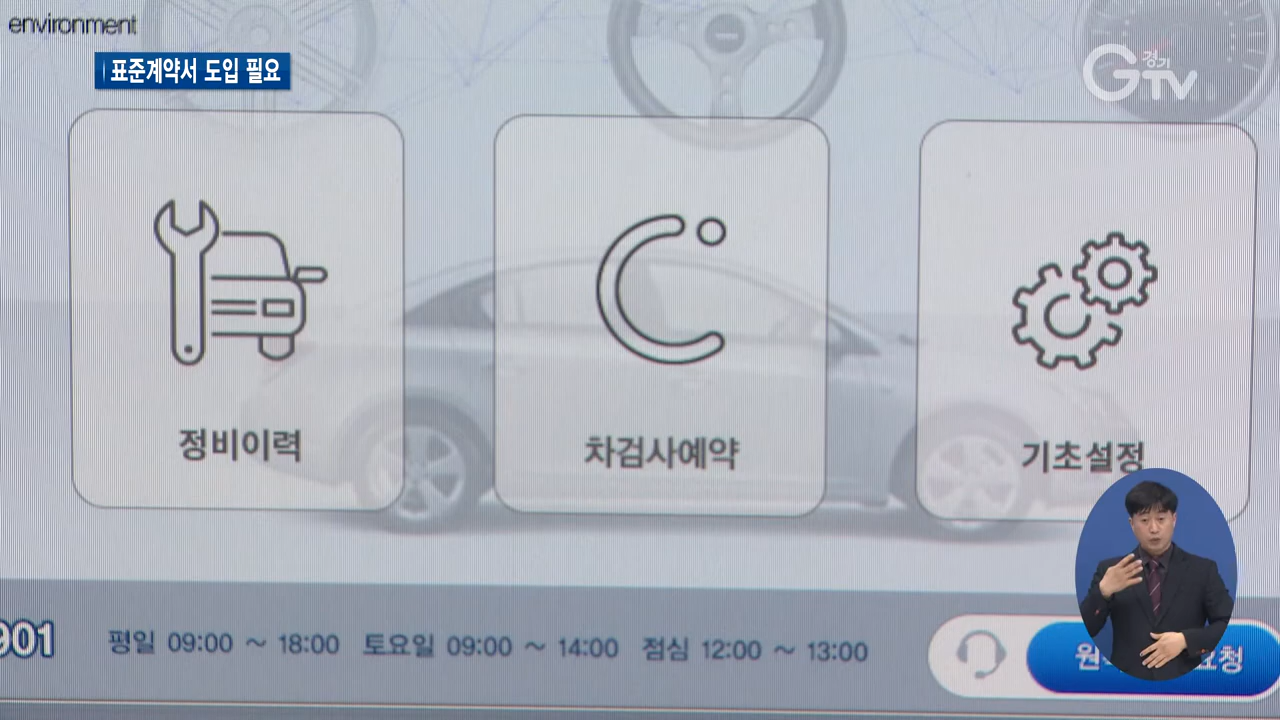 environment
표준계약서 도입 필요
경기
GTV
정비이력
차검사예약
기초설정
901
평일 09:00 ~ 18:00 토요일 09:00 ~ 14:00 점심 12:00 ~ 13:00